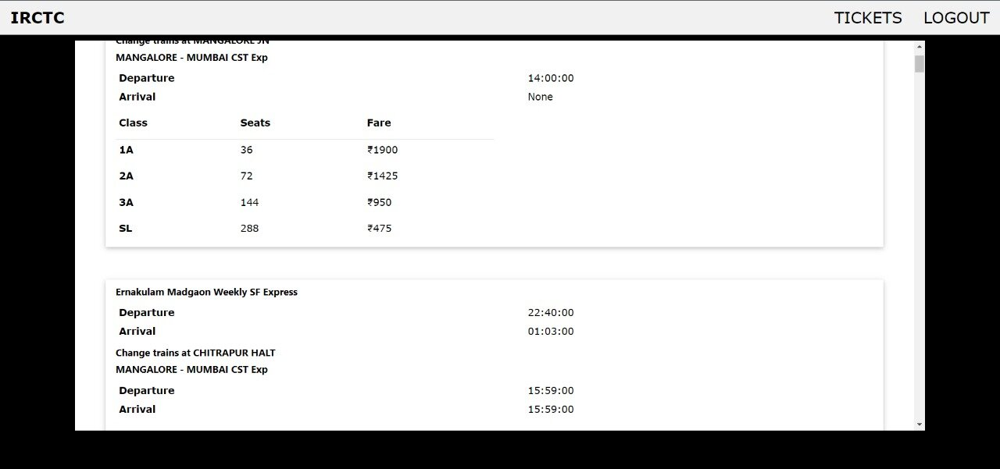 IRCTC TICKETS LOGOUT
Change trains at MANGALORE JN
MANGALORE - MUMBAI CST Exp
Departure 14:00:00
Arrival None
Class Seats Fare
1A 36 ₹1900
2A 72 ₹1425
3A 144 ₹950
SL 288 ₹475
Ernakulam Madgaon Weekly SF Express
Departure 22:40:00
Arrival 01:03:00
Change trains at CHITRAPUR HALT
MANGALORE - MUMBAI CST Exp
Departure 15:59:00
Arrival 15:59:00